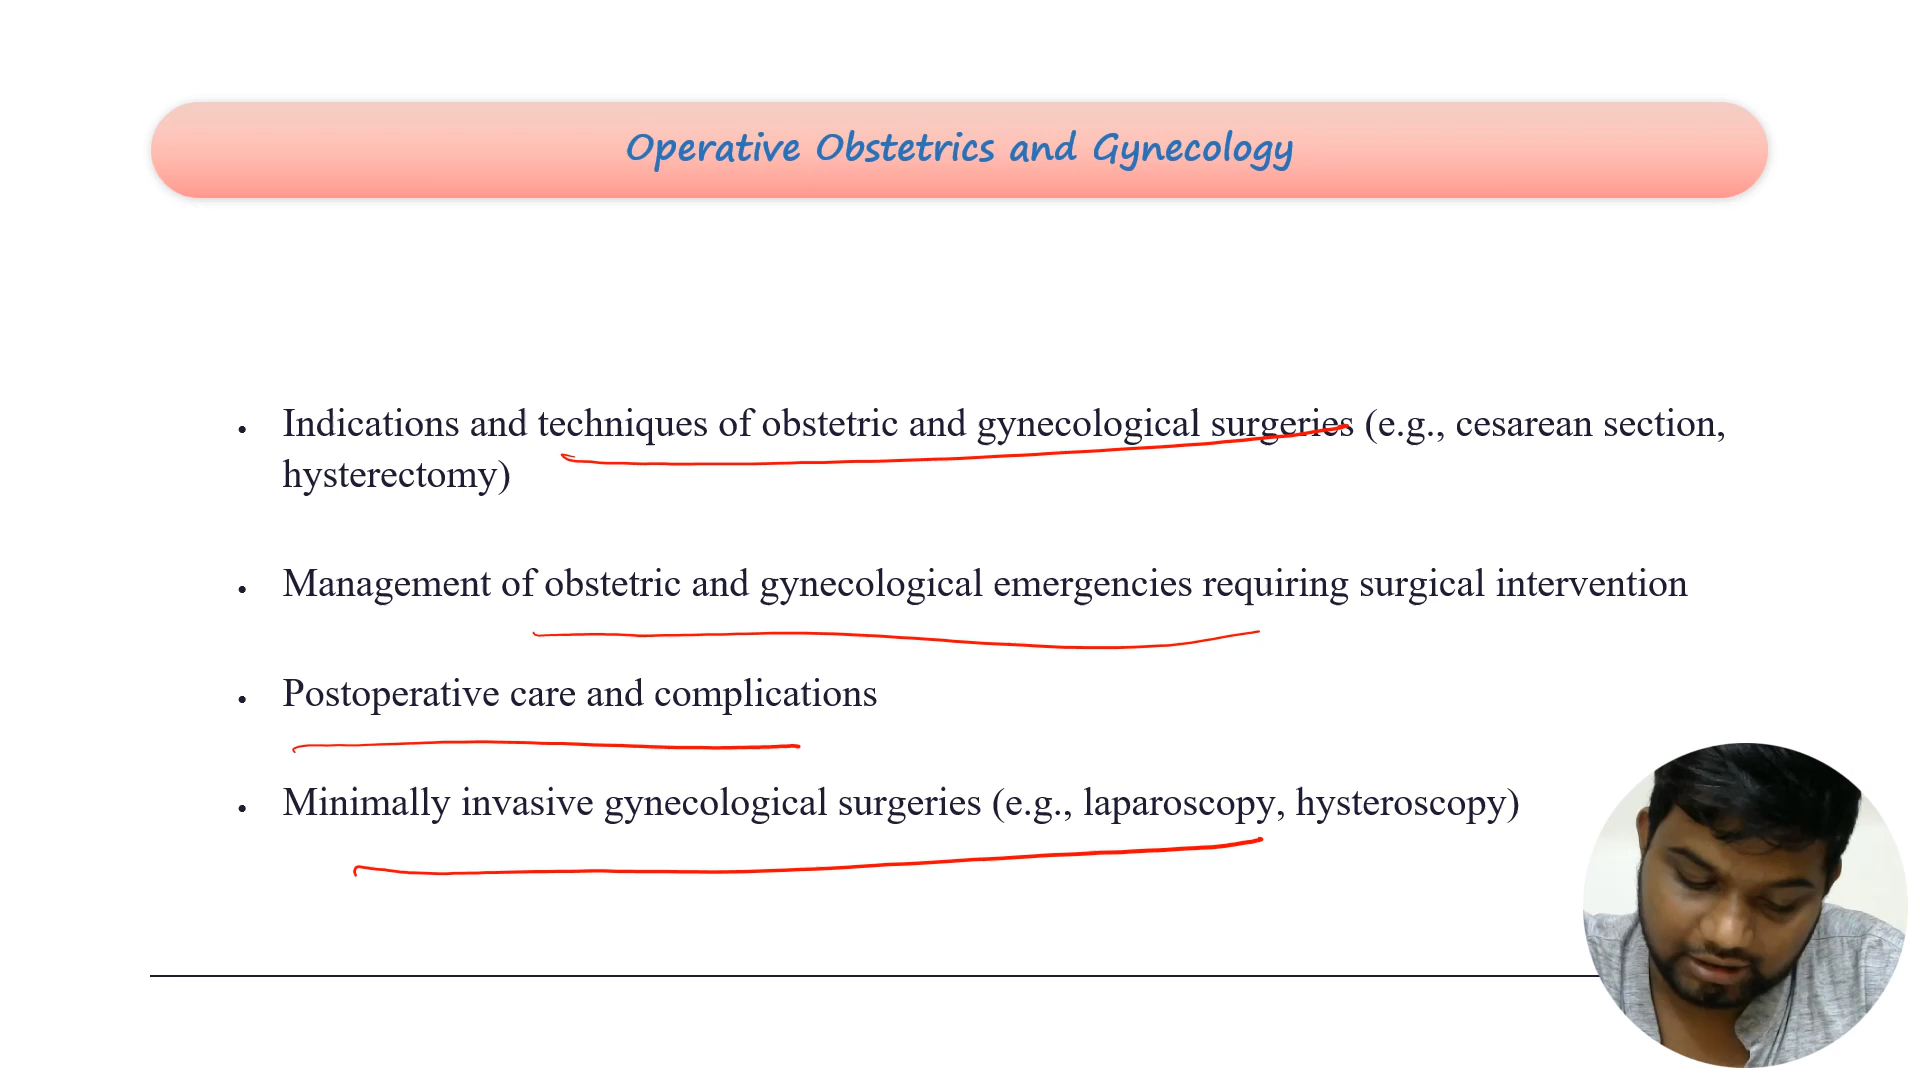 Operative Obstetrics and Gynecology
• Indications and techniques of obstetric and gynecological surgeries (e.g., cesarean section,
hysterectomy)
• Management of obstetric and gynecological emergencies requiring surgical intervention
• Postoperative care and complications
• Minimally invasive gynecological surgeries (e.g., laparoscopy, hysteroscopy)